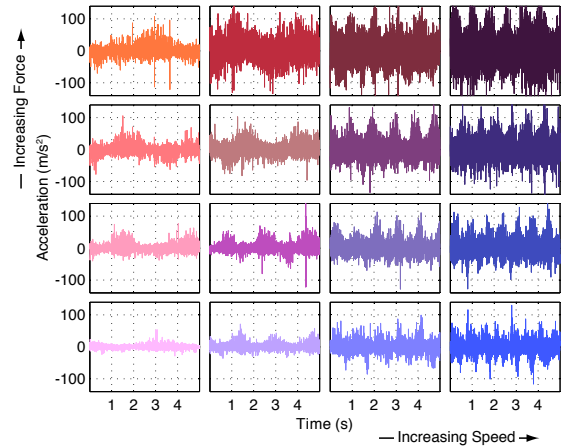 — Increasing Force →
Acceleration (m/s²)
100
0
-100
100
0
-100
100
0
-100
100
0
-100
1 2 3 4 1 2 3 4 1 2 3 4 1 2 3 4
Time (s)
— Increasing Speed →